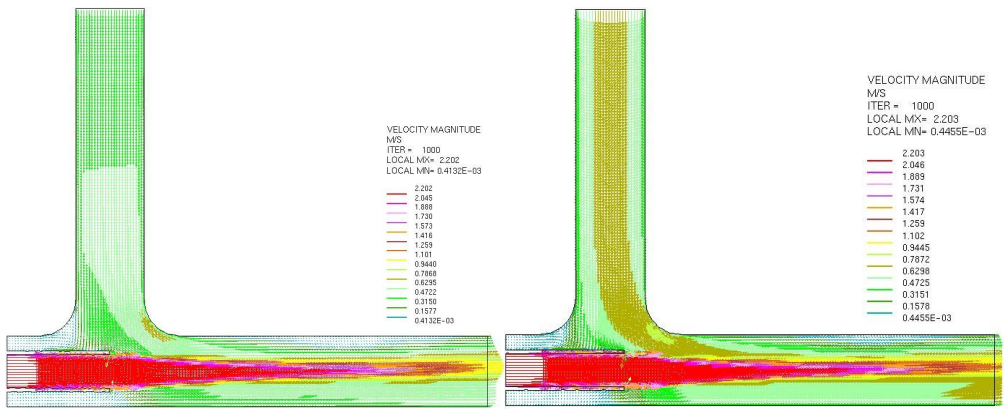 VELOCITY MAGNITUDE
M/S
ITER = 1000
LOCAL MX= 2.202
LOCAL MN= 0.4132E-03
2.202
2.045
1.888
1.730
1.573
1.416
1.259
1.101
0.9440
0.7868
0.6295
0.4722
0.3150
0.1577
0.4132E-03
VELOCITY MAGNITUDE
M/S
ITER = 1000
LOCAL MX= 2.203
LOCAL MN= 0.4455E-03
2.203
2.046
1.889
1.731
1.574
1.417
1.259
1.102
0.9445
0.7872
0.6298
0.4725
0.3151
0.1578
0.4455E-03